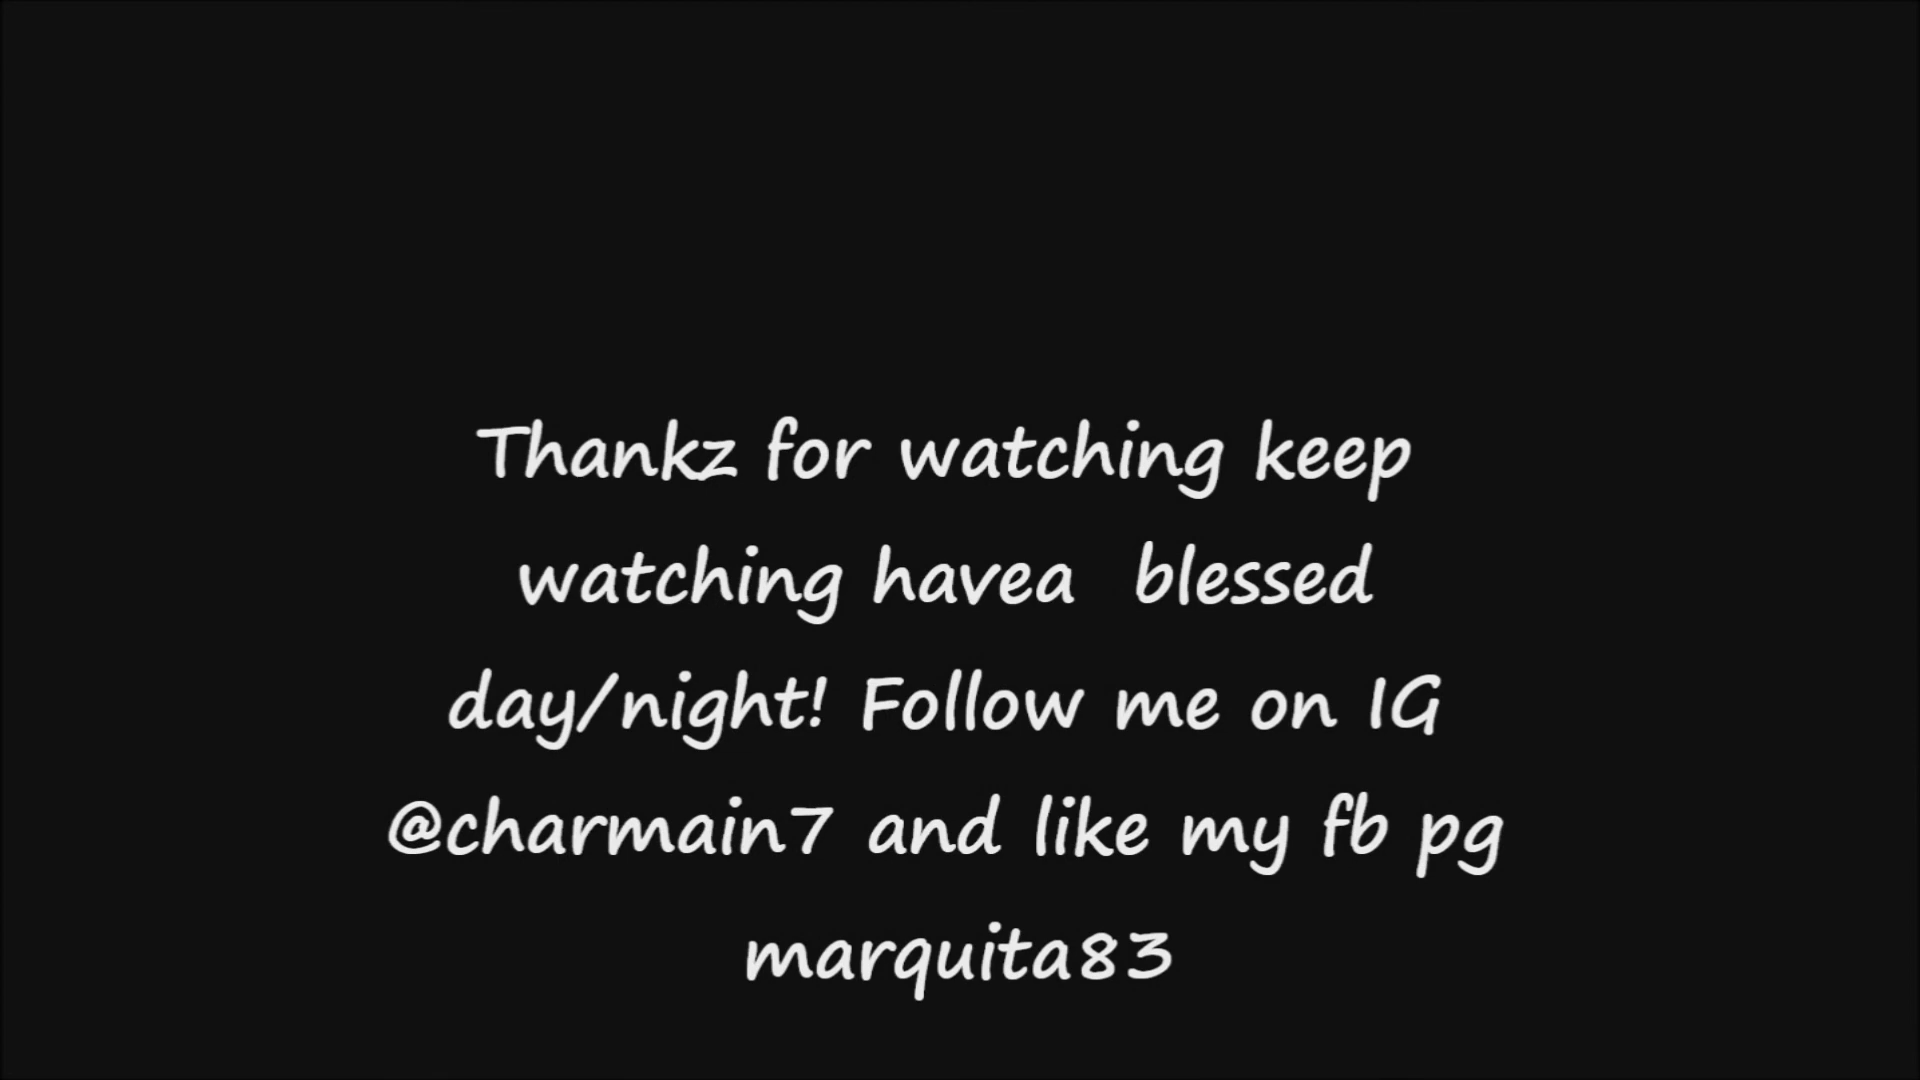 Thankz for watching keep
watching havea  blessed
day/night! Follow me on IG
@charmain7 and like my fb pg
marquita83